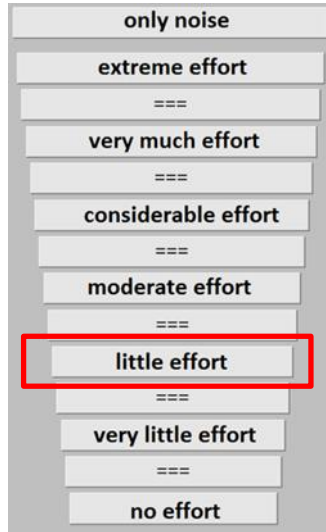 only noise
extreme effort
===
very much effort
===
considerable effort
===
moderate effort
===
little effort
===
very little effort
===
no effort